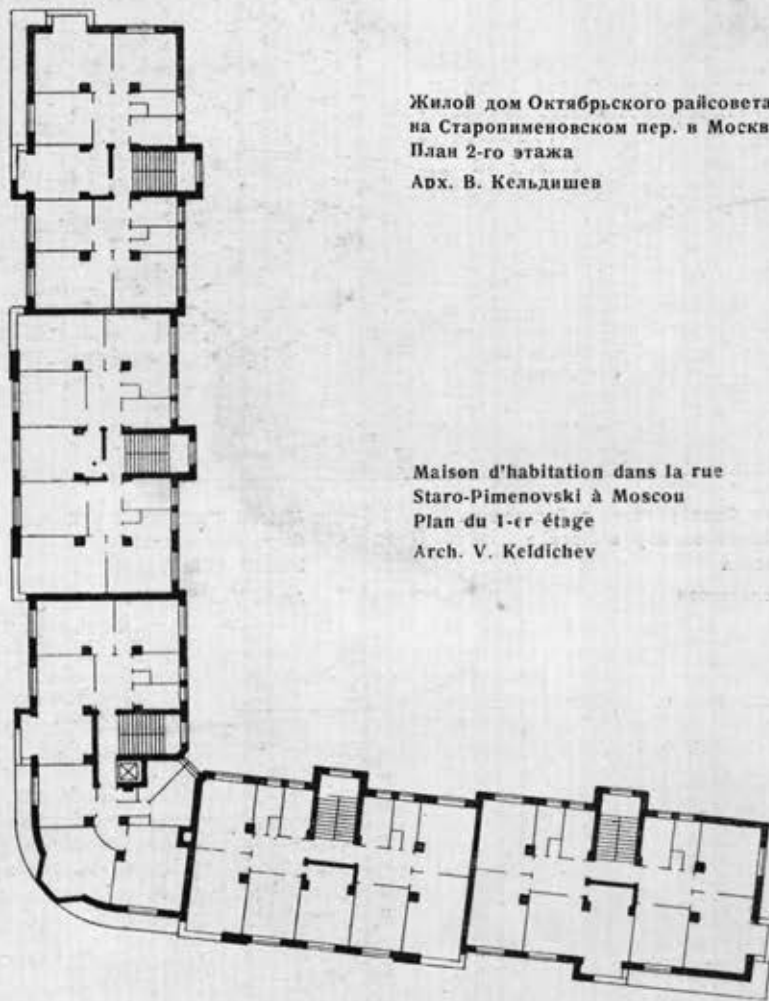 Жилой дом Октябрьского райсовета
на Старопименовском пер. в Москв
План 2-го этажа
Арх. В. Кельдишев
Maison d'habitation dans la rue
Staro-Pimenovski à Moscou
Plan du 1-er étage
Arch. V. Keldichev